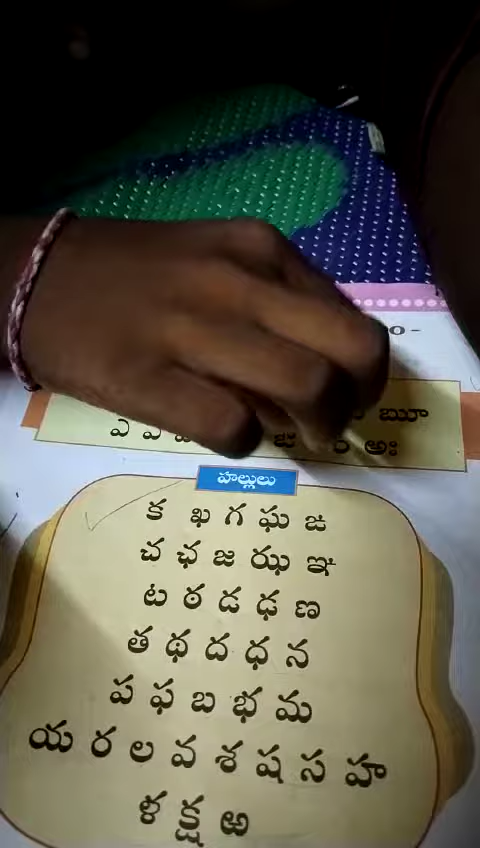 ఋూ
అః
హల్లులు
క ఖ గ ఘ ఙ
చ ఛ జ ఝ ఞ
ట ఠ డ ఢ ణ
త థ ద ధ న
ప ఫ బ భ మ
య ర ల వ శ ష స హ
ళ క్ష ఱ